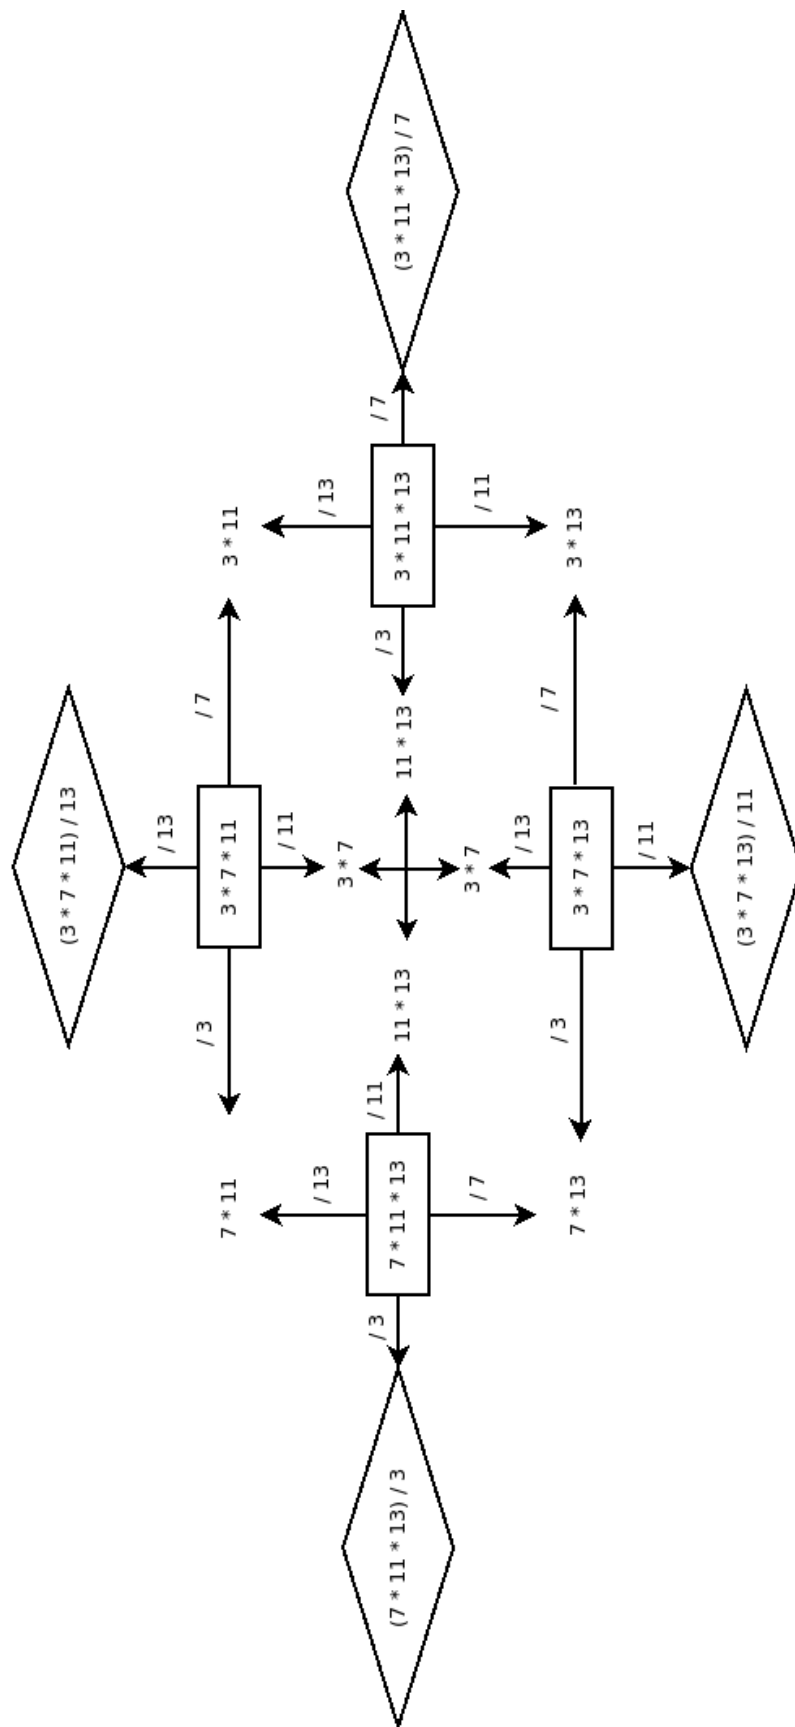 (3 * 7 * 11) / 13
/ 13
/ 3
/ 7
7 * 11
3 * 7 * 11
3 * 11
/ 11
/ 13
/ 13
3 * 7
/ 3
/ 11
/ 3
/ 7
(7 * 11 * 13) / 3
7 * 11 * 13
11 * 13
11 * 13
3 * 11 * 13
(3 * 11 * 13) / 7
/ 7
3 * 7
/ 11
/ 13
/ 3
/ 7
7 * 13
3 * 7 * 13
3 * 13
/ 11
(3 * 7 * 13) / 11